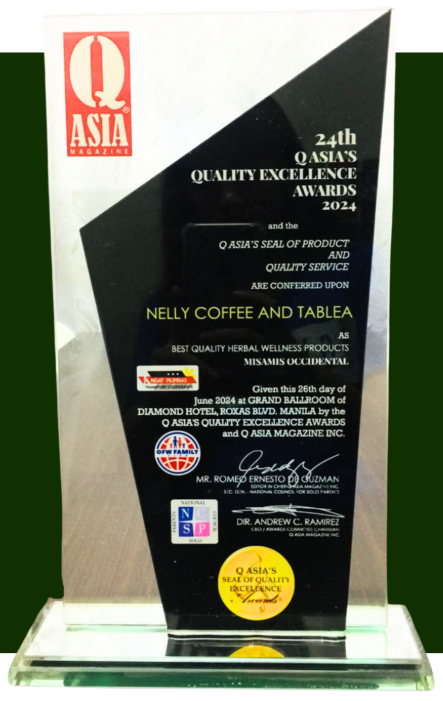 Q
ASIA
MAGAZINE
24th
Q ASIA'S
QUALITY EXCELLENCE
AWARDS
2024
and the
Q ASIA'S SEAL OF PRODUCT
AND
QUALITY SERVICE
ARE CONFERRED UPON
NELLY COFFEE AND TABLEA
AS
BEST QUALITY HERBAL WELLNESS PRODUCTS
MISAMIS OCCIDENTAL
Given this 26th day of
June 2024 at GRAND BALLROOM of
DIAMOND HOTEL, ROXAS BLVD. MANILA by the
Q ASIA'S QUALITY EXCELLENCE AWARDS
and Q ASIA MAGAZINE INC.
INGAT PILIPINAS
OFW FAMILY
MR. ROMEO ERNESTO DE GUZMAN
EDITOR IN CHIEF/Q ASIA MAGAZINE INC.
NATIONAL COUNCIL FOR SOLO PARENTS
DIR. ANDREW C. RAMIREZ
CEO / AWARDS COMMITTEE CHAIRMAN
Q ASIA MAGAZINE INC
NATIONAL
PARENTS
N C
S P
COUNCIL
SOLO
Q ASIA'S
SEAL OF QUALITY
EXCELLENCE
Awards